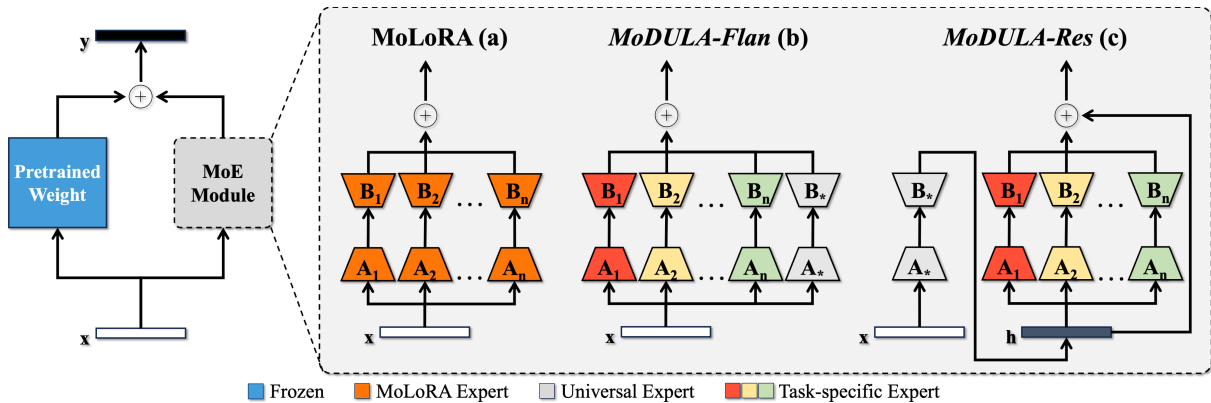 MoLoRA (a)
MoDULA-Flan (b)
MoDULA-Res (c)
y
+
+
+
+
Pretrained
Weight
MoE
Module
B1 B2 ... Bn
B1 B2 ... Bn B*
B* B1 B2 ... Bn
A1 A2 ... An
A1 A2 ... An A*
A* A1 A2 ... An
x
x
x
x
h
Frozen
MoLoRA Expert
Universal Expert
Task-specific Expert